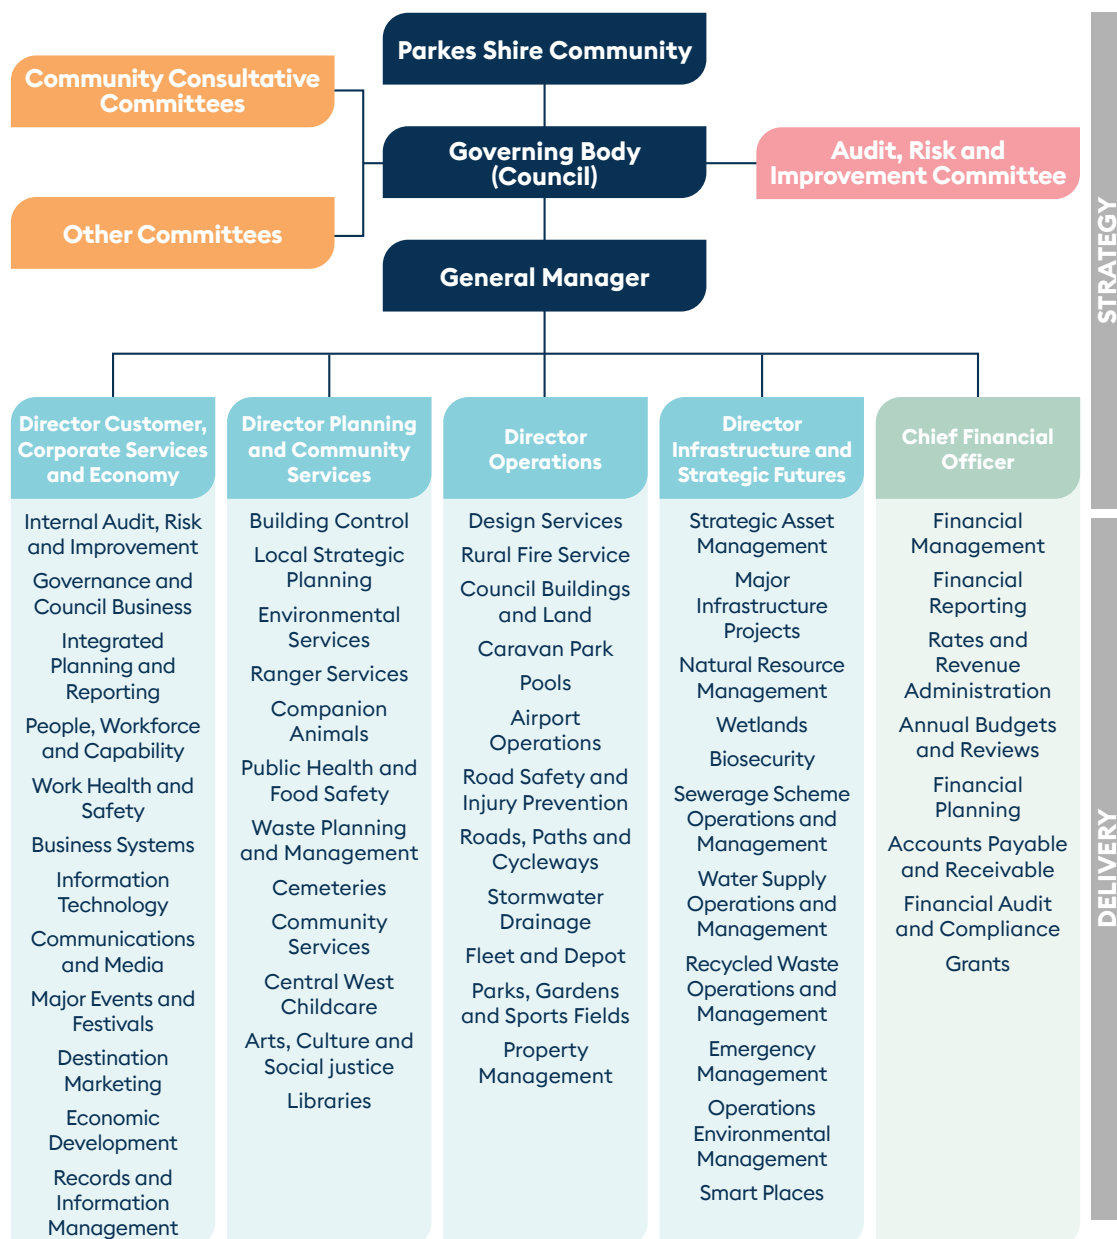 Parkes Shire Community
Community Consultative
Committees
Governing Body
(Council)
Audit, Risk and
Improvement Committee
Other Committees
General Manager
STRATEGY
Director Customer,
Corporate Services
and Economy
Internal Audit, Risk
and Improvement
Governance and
Council Business
Integrated
Planning and
Reporting
People, Workforce
and Capability
Work Health and
Safety
Business Systems
Information
Technology
Communications
and Media
Major Events and
Festivals
Destination
Marketing
Economic
Development
Records and
Information
Management
Director Planning
and Community
Services
Building Control
Local Strategic
Planning
Environmental
Services
Ranger Services
Companion
Animals
Public Health and
Food Safety
Waste Planning
and Management
Cemeteries
Community
Services
Central West
Childcare
Arts, Culture and
Social justice
Libraries
Director
Operations
Design Services
Rural Fire Service
Council Buildings
and Land
Caravan Park
Pools
Airport
Operations
Road Safety and
Injury Prevention
Roads, Paths and
Cycleways
Stormwater
Drainage
Fleet and Depot
Parks, Gardens
and Sports Fields
Property
Management
Director
Infrastructure and
Strategic Futures
Strategic Asset
Management
Major
Infrastructure
Projects
Natural Resource
Management
Wetlands
Biosecurity
Sewerage Scheme
Operations and
Management
Water Supply
Operations and
Management
Recycled Waste
Operations and
Management
Emergency
Management
Operations
Environmental
Management
Smart Places
Chief Financial
Officer
Financial
Management
Financial
Reporting
Rates and
Revenue
Administration
Annual Budgets
and Reviews
Financial
Planning
Accounts Payable
and Receivable
Financial Audit
and Compliance
Grants
DELIVERY